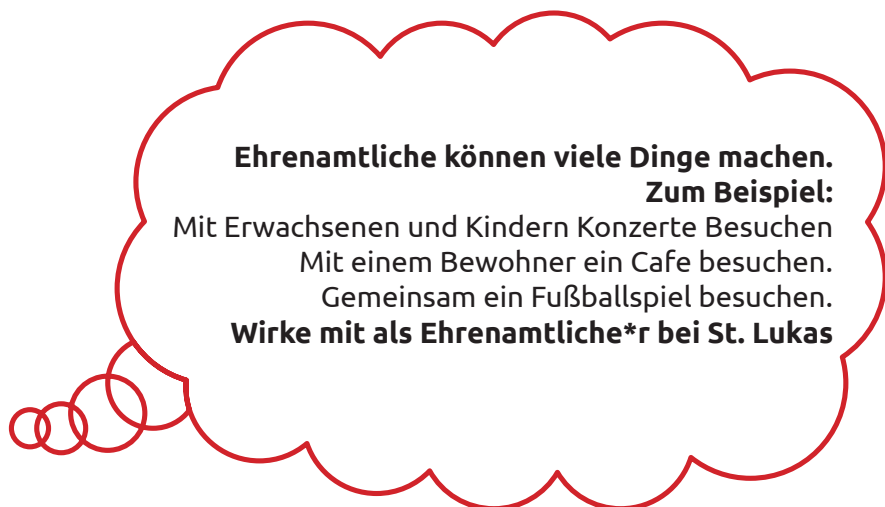 Ehrenamtliche können viele Dinge machen.
Zum Beispiel:
Mit Erwachsenen und Kindern Konzerte Besuchen
Mit einem Bewohner ein Cafe besuchen.
Gemeinsam ein Fußballspiel besuchen.
Wirke mit als Ehrenamtliche*r bei St. Lukas